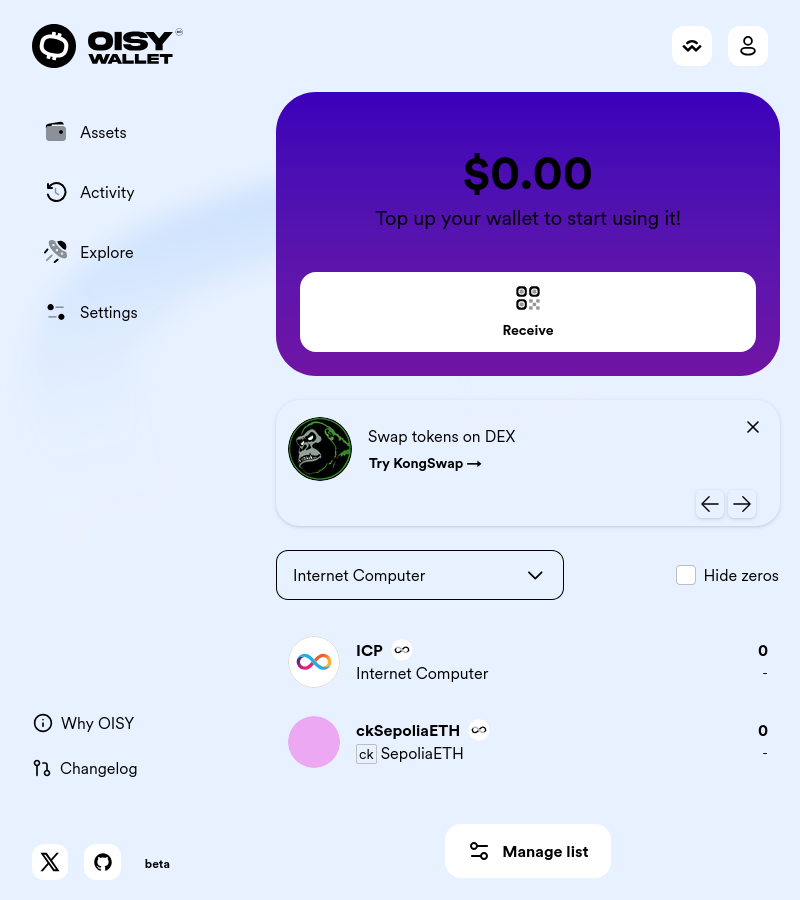 OISY
WALLET
Assets
Activity
Explore
Settings
$0.00
Top up your wallet to start using it!
Receive
Swap tokens on DEX
Try KongSwap →
Internet Computer
Hide zeros
ICP
0
Internet Computer
-
ckSepoliaETH
0
ck SepoliaETH
-
Why OISY
Changelog
beta
Manage list